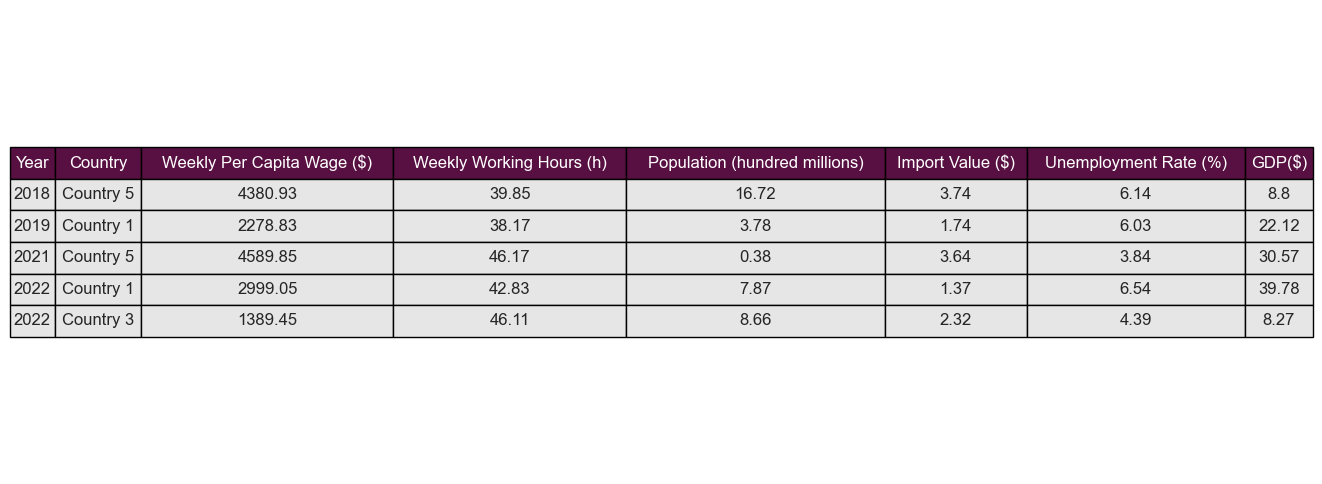 Year Country Weekly Per Capita Wage ($) Weekly Working Hours (h) Population (hundred millions) Import Value ($) Unemployment Rate (%) GDP($)
2018 Country 5 4380.93 39.85 16.72 3.74 6.14 8.8
2019 Country 1 2278.83 38.17 3.78 1.74 6.03 22.12
2021 Country 5 4589.85 46.17 0.38 3.64 3.84 30.57
2022 Country 1 2999.05 42.83 7.87 1.37 6.54 39.78
2022 Country 3 1389.45 46.11 8.66 2.32 4.39 8.27